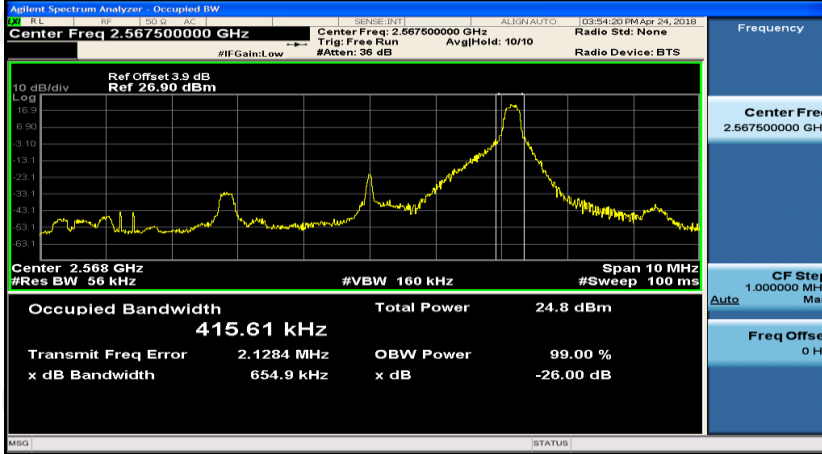 Agilent Spectrum Analyzer - Occupied BW
LXI RL RF 50 Ω AC SENSE:INT ALIGN AUTO 03:54:20 PM Apr 24, 2018
Center Freq 2.567500000 GHz Center Freq: 2.567500000 GHz Radio Std: None Frequency
Trig: Free Run Avg|Hold: 10/10
#IFGain:Low #Atten: 36 dB Radio Device: BTS
Ref Offset 3.9 dB
10 dB/div Ref 26.90 dBm
Log
16.9
6.90
-3.10
-13.1
-23.1
-33.1
-43.1
-53.1
-63.1
Center Fre
2.567500000 GH
Center 2.568 GHz Span 10 MHz
#Res BW 56 kHz #VBW 160 kHz #Sweep 100 ms
CF Step
1.000000 MH
Auto Ma
Occupied Bandwidth Total Power 24.8 dBm
415.61 kHz
Transmit Freq Error 2.1284 MHz OBW Power 99.00 %
x dB Bandwidth 654.9 kHz x dB -26.00 dB
Freq Offse
0 H
MSG STATUS